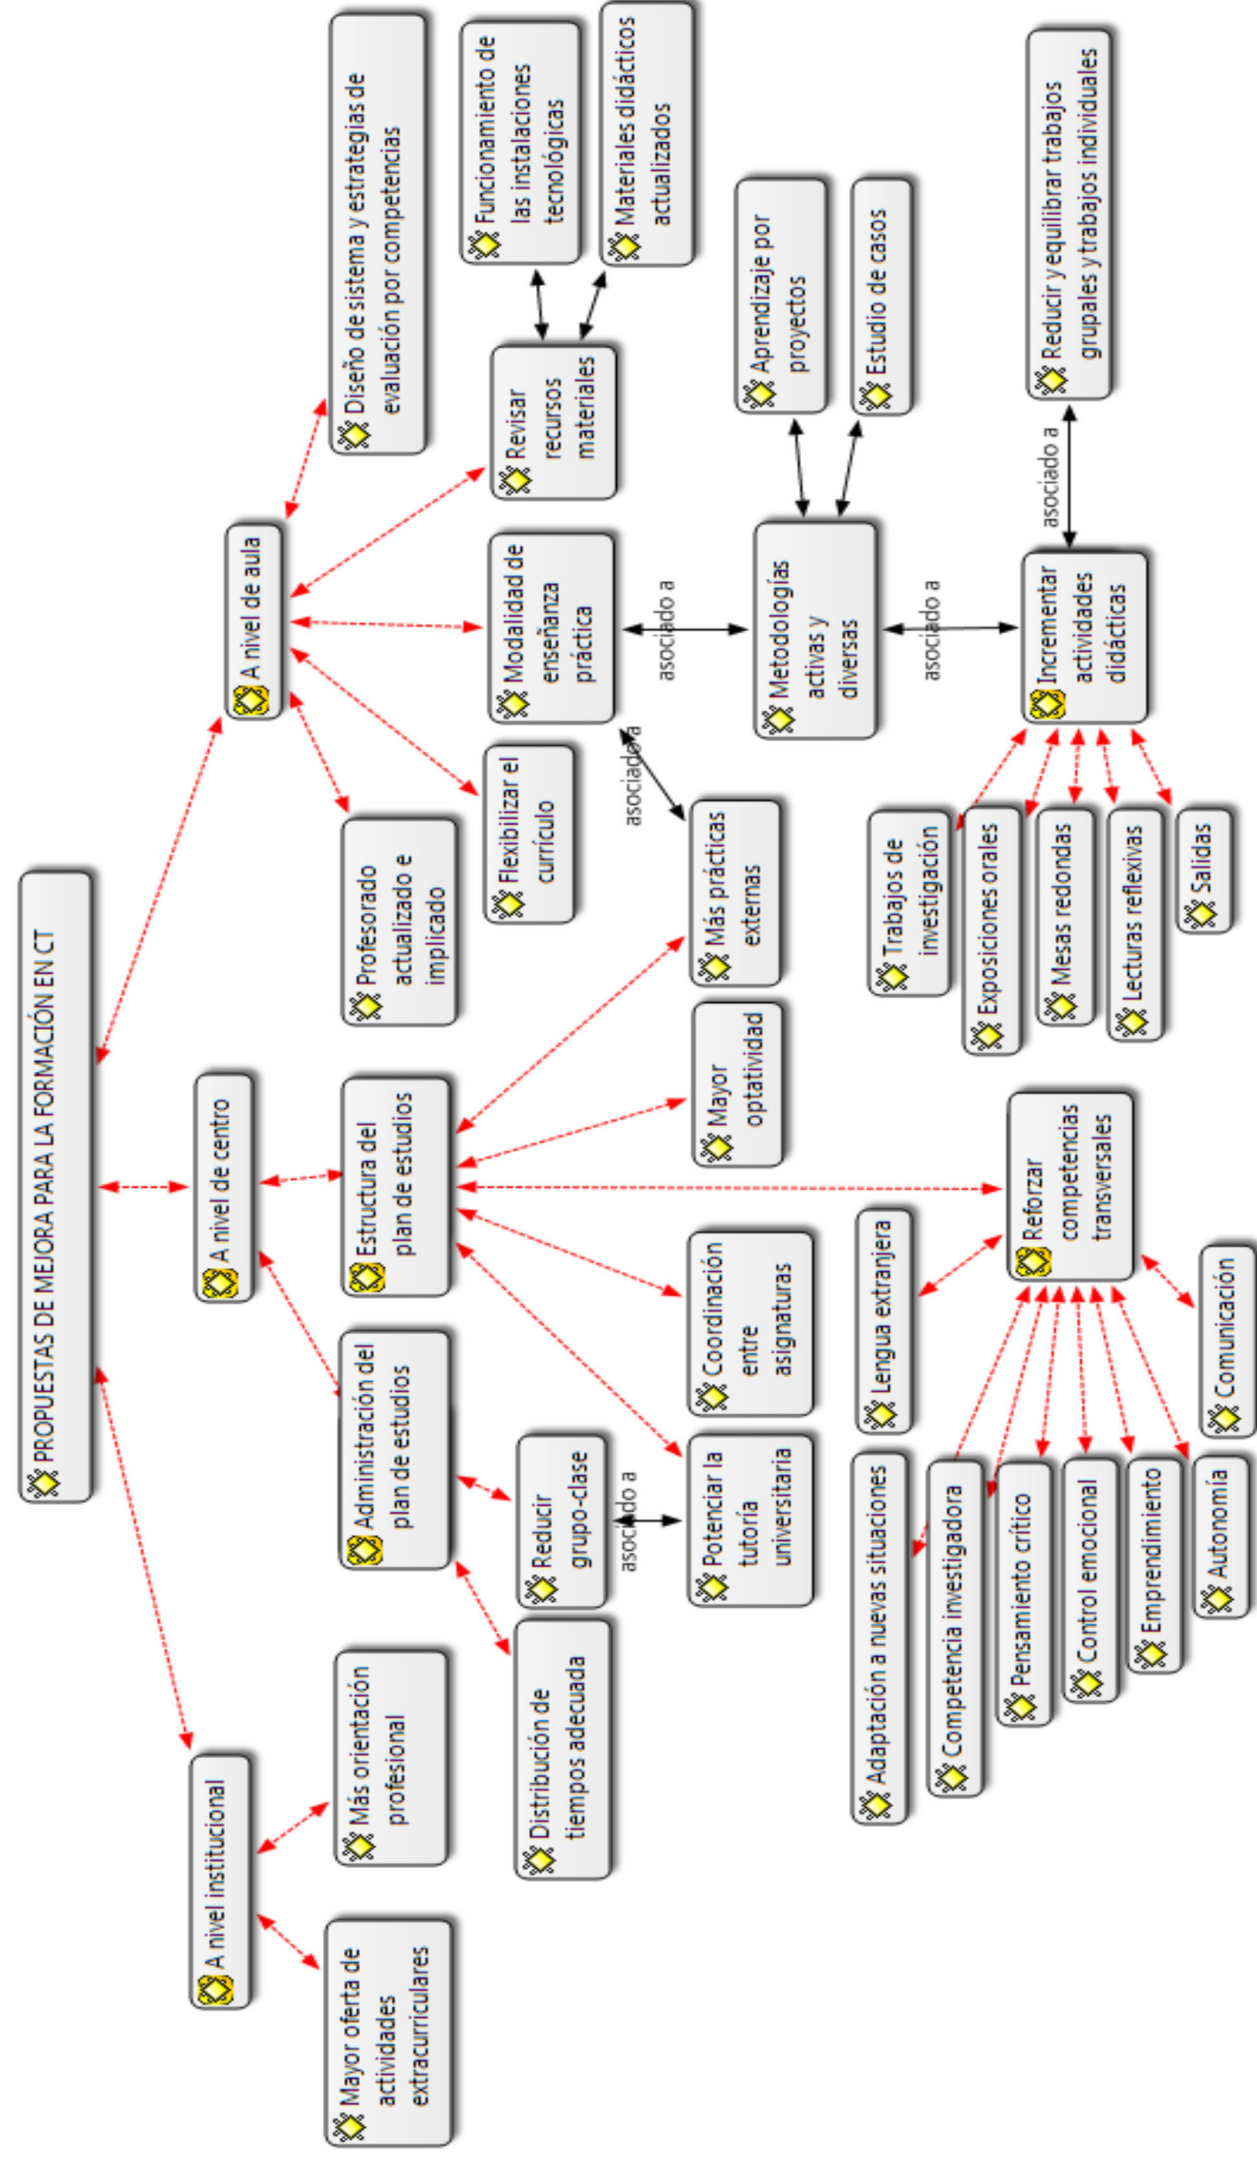 PROPUESTAS DE MEJORA PARA LA FORMACIÓN EN CT
A nivel institucional
A nivel de centro
A nivel de aula
Mayor oferta de
actividades
extracurriculares
Más orientación
profesional
Administración del
plan de estudios
Estructura del
plan de estudios
Profesorado
actualizado e
implicado
Diseño de sistema y estrategias de
evaluación por competencias
Distribución de
tiempos adecuada
Reducir
grupo-clase
Flexibilizar el
currículo
Modalidad de
enseñanza
práctica
Revisar
recursos
materiales
Funcionamiento de
las instalaciones
tecnológicas
Materiales didácticos
actualizados
asociado a
asociado a
asociado a
Potenciar la
tutoría
universitaria
Coordinación
entre
asignaturas
Mayor
optatividad
Más prácticas
externas
Metodologías
activas y
diversas
Aprendizaje por
proyectos
Estudio de casos
asociado a
Adaptación a nuevas situaciones
Lengua extranjera
Competencia investigadora
Pensamiento crítico
Control emocional
Emprendimiento
Autonomía
Comunicación
Reforzar
competencias
transversales
Trabajos de
investigación
Exposiciones orales
Mesas redondas
Lecturas reflexivas
Salidas
Incrementar
actividades
didácticas
asociado a
Reducir y equilibrar trabajos
grupales y trabajos individuales